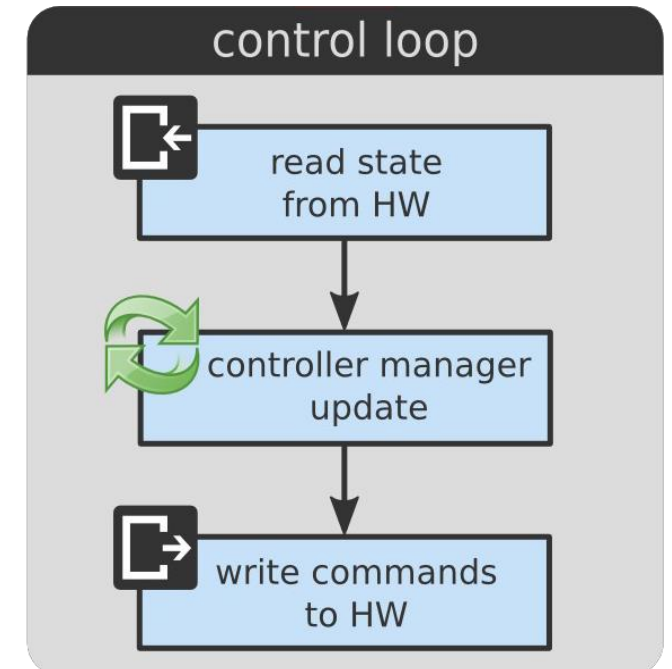 control loop
read state
from HW
controller manager
update
write commands
to HW